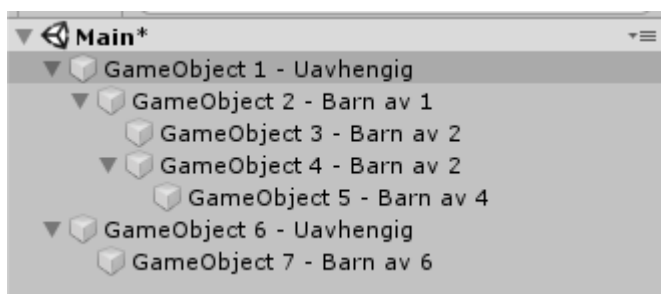 Main*
GameObject 1 - Uavhengig
GameObject 2 - Barn av 1
GameObject 3 - Barn av 2
GameObject 4 - Barn av 2
GameObject 5 - Barn av 4
GameObject 6 - Uavhengig
GameObject 7 - Barn av 6